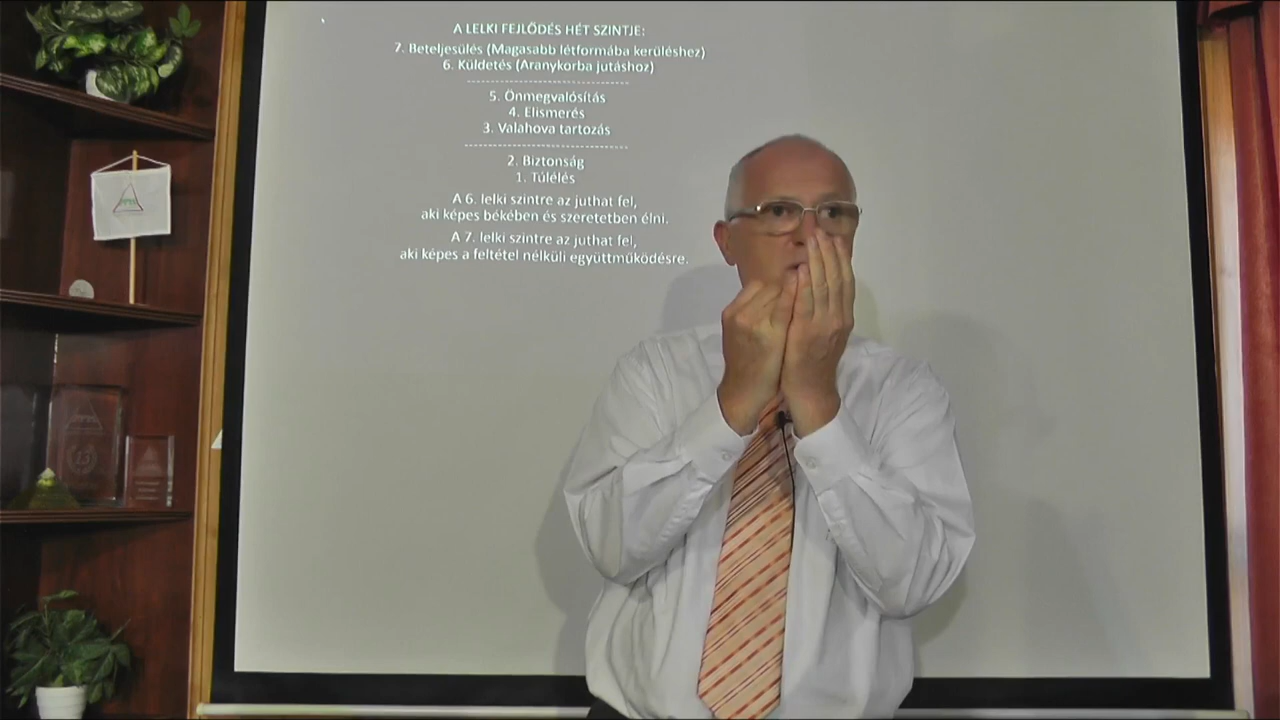 A LELKI FEJLŐDÉS HÉT SZINTJE:
7. Beteljesülés (Magasabb létformába kerüléshez)
6. Küldetés (Aranykorba jutáshoz)
5. Önmegvalósítás
4. Elismerés
3. Valahova tartozás
2. Biztonság
1. Túlélés
A 6. lelki szintre az juthat fel,
aki képes békében és szeretetben élni.
A 7. lelki szintre az juthat fel,
aki képes a feltétel nélküli együttműködésre.
13